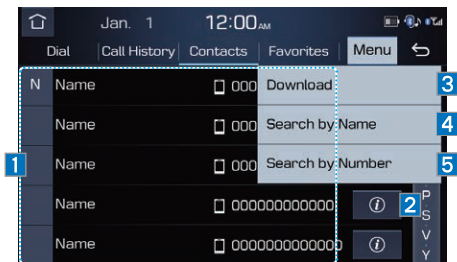 Jan. 1 12:00AM
Dial Call History Contacts Favorites Menu
N Name 000 Download 3
Name 000 Search by Name 4
1 Name 000 Search by Number 5
Name 000000000000 i 2 P
S
Name 0000000000000 i V
Y